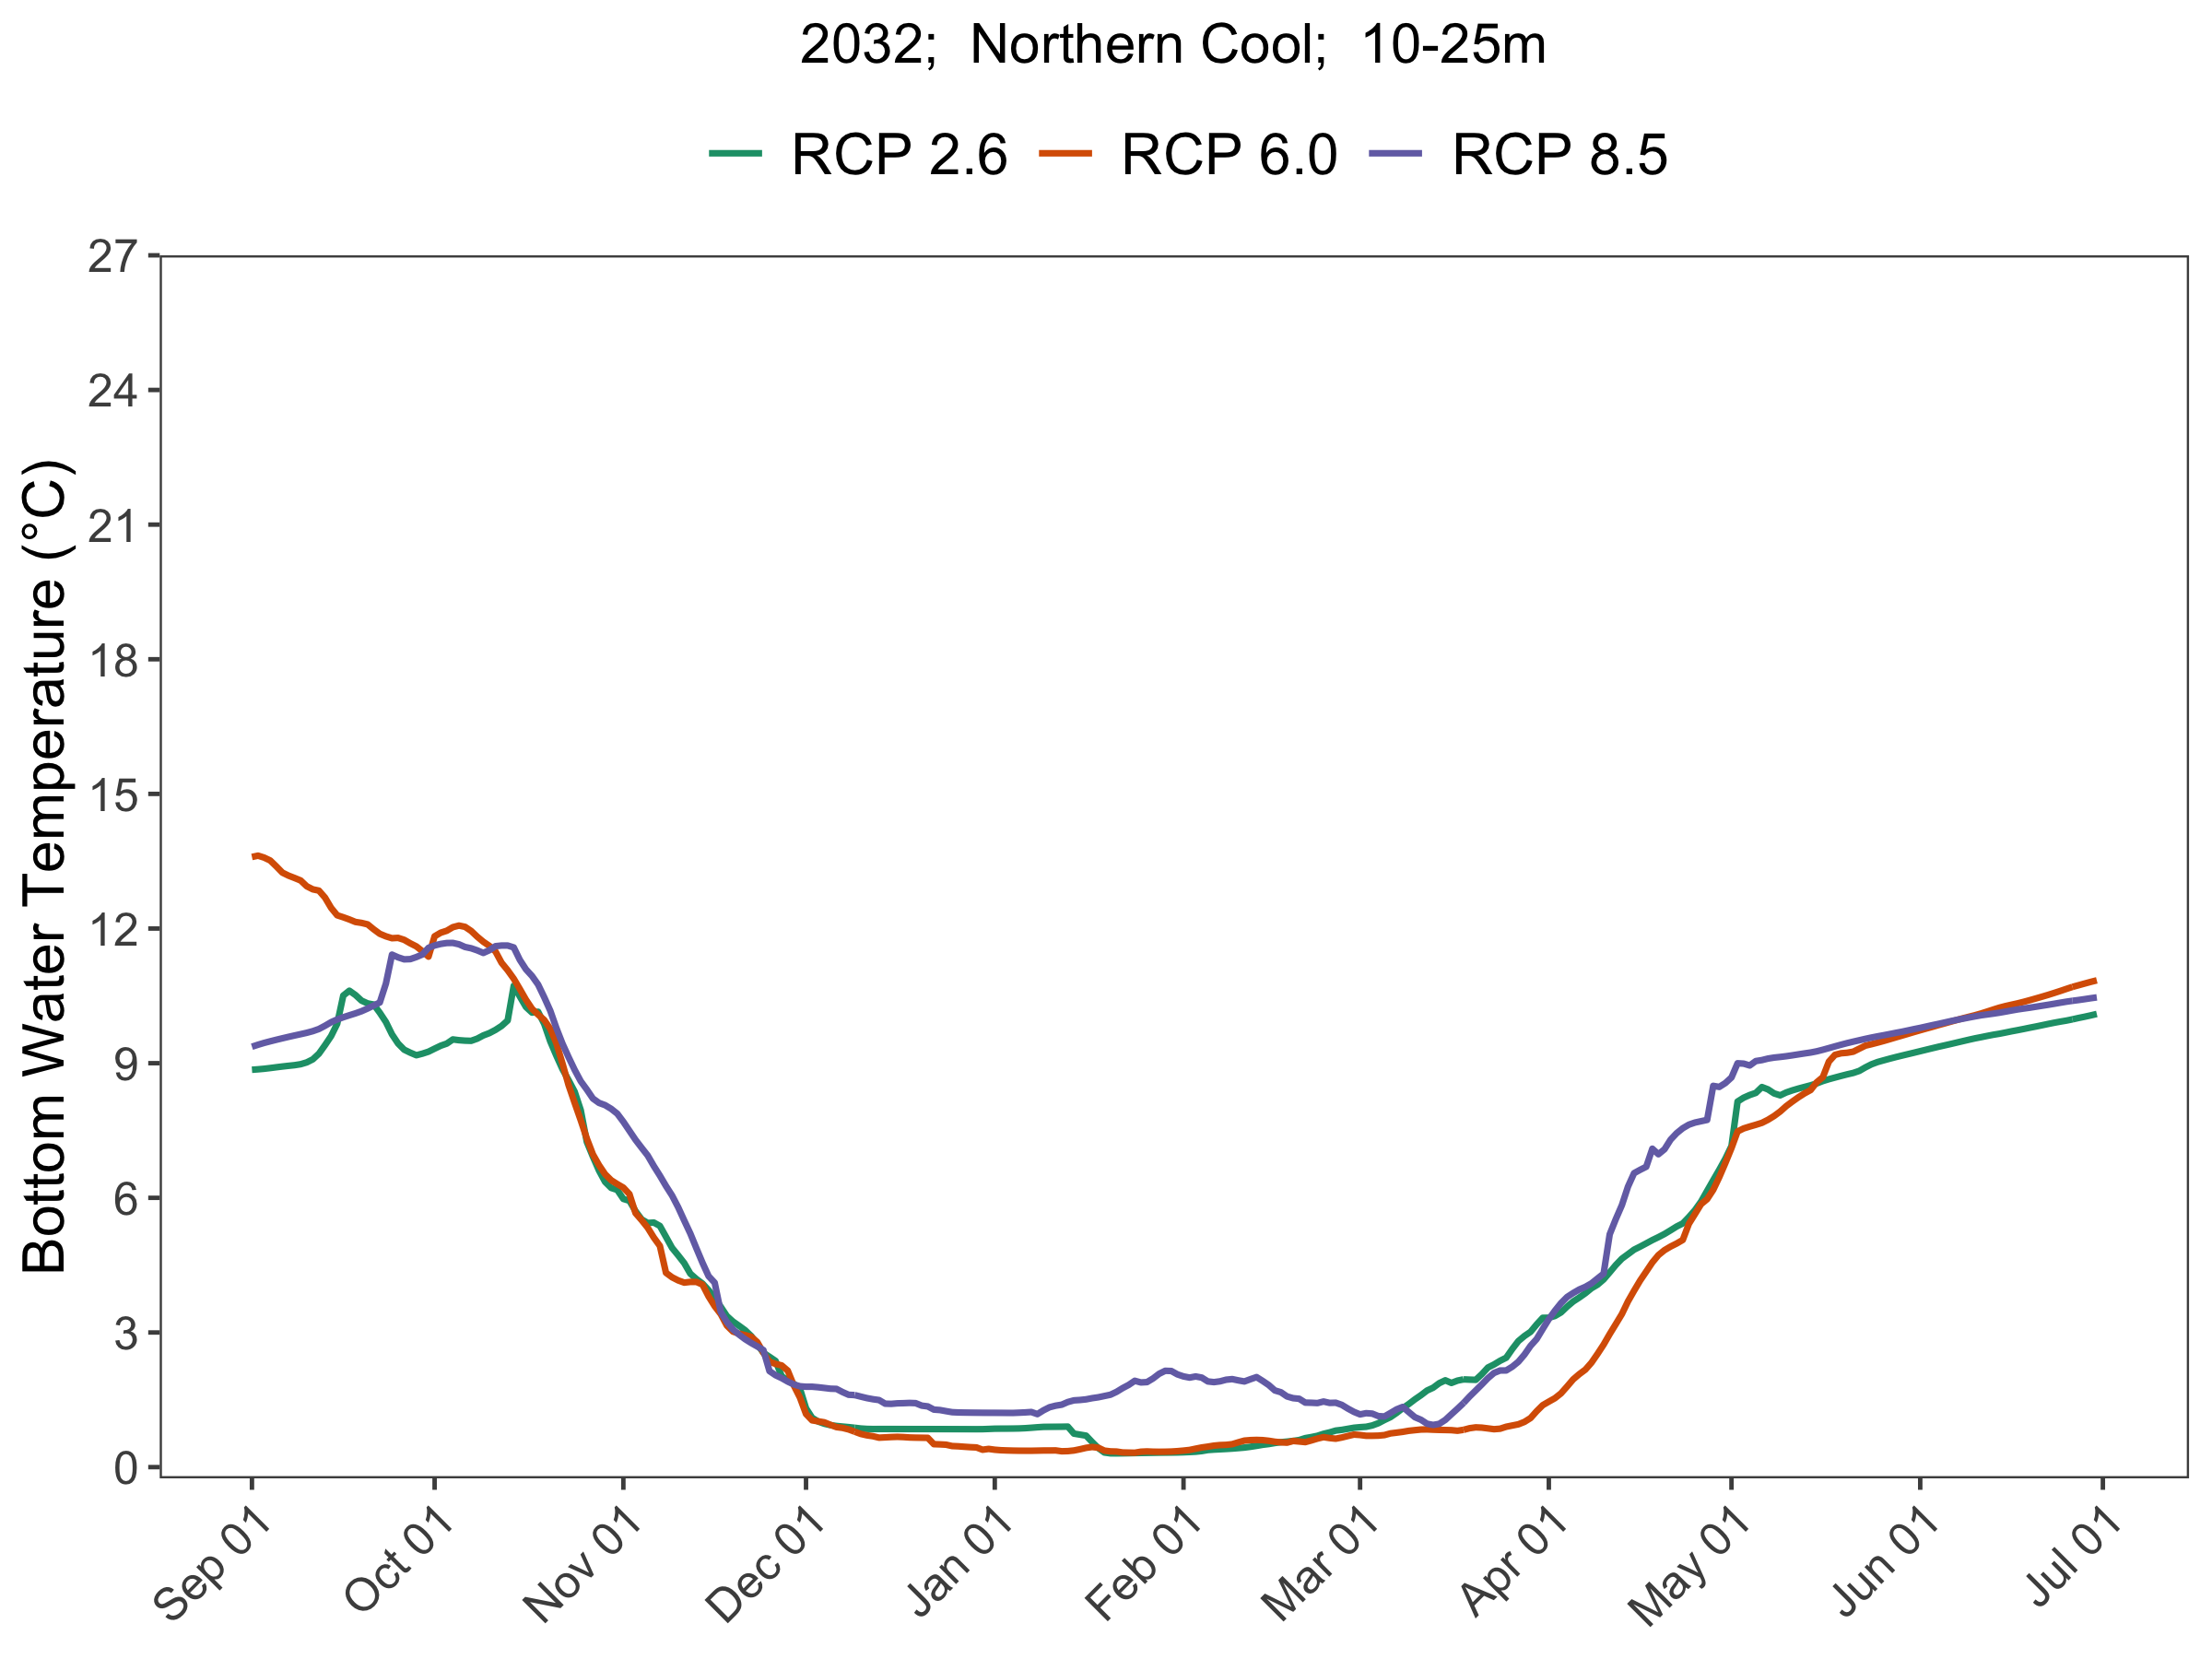 2032;  Northern Cool;  10-25m
RCP 2.6 RCP 6.0 RCP 8.5
Bottom Water Temperature (°C)
27
24
21
18
15
12
9
6
3
0
Sep 01 Oct 01 Nov 01 Dec 01 Jan 01 Feb 01 Mar 01 Apr 01 May 01 Jun 01 Jul 01